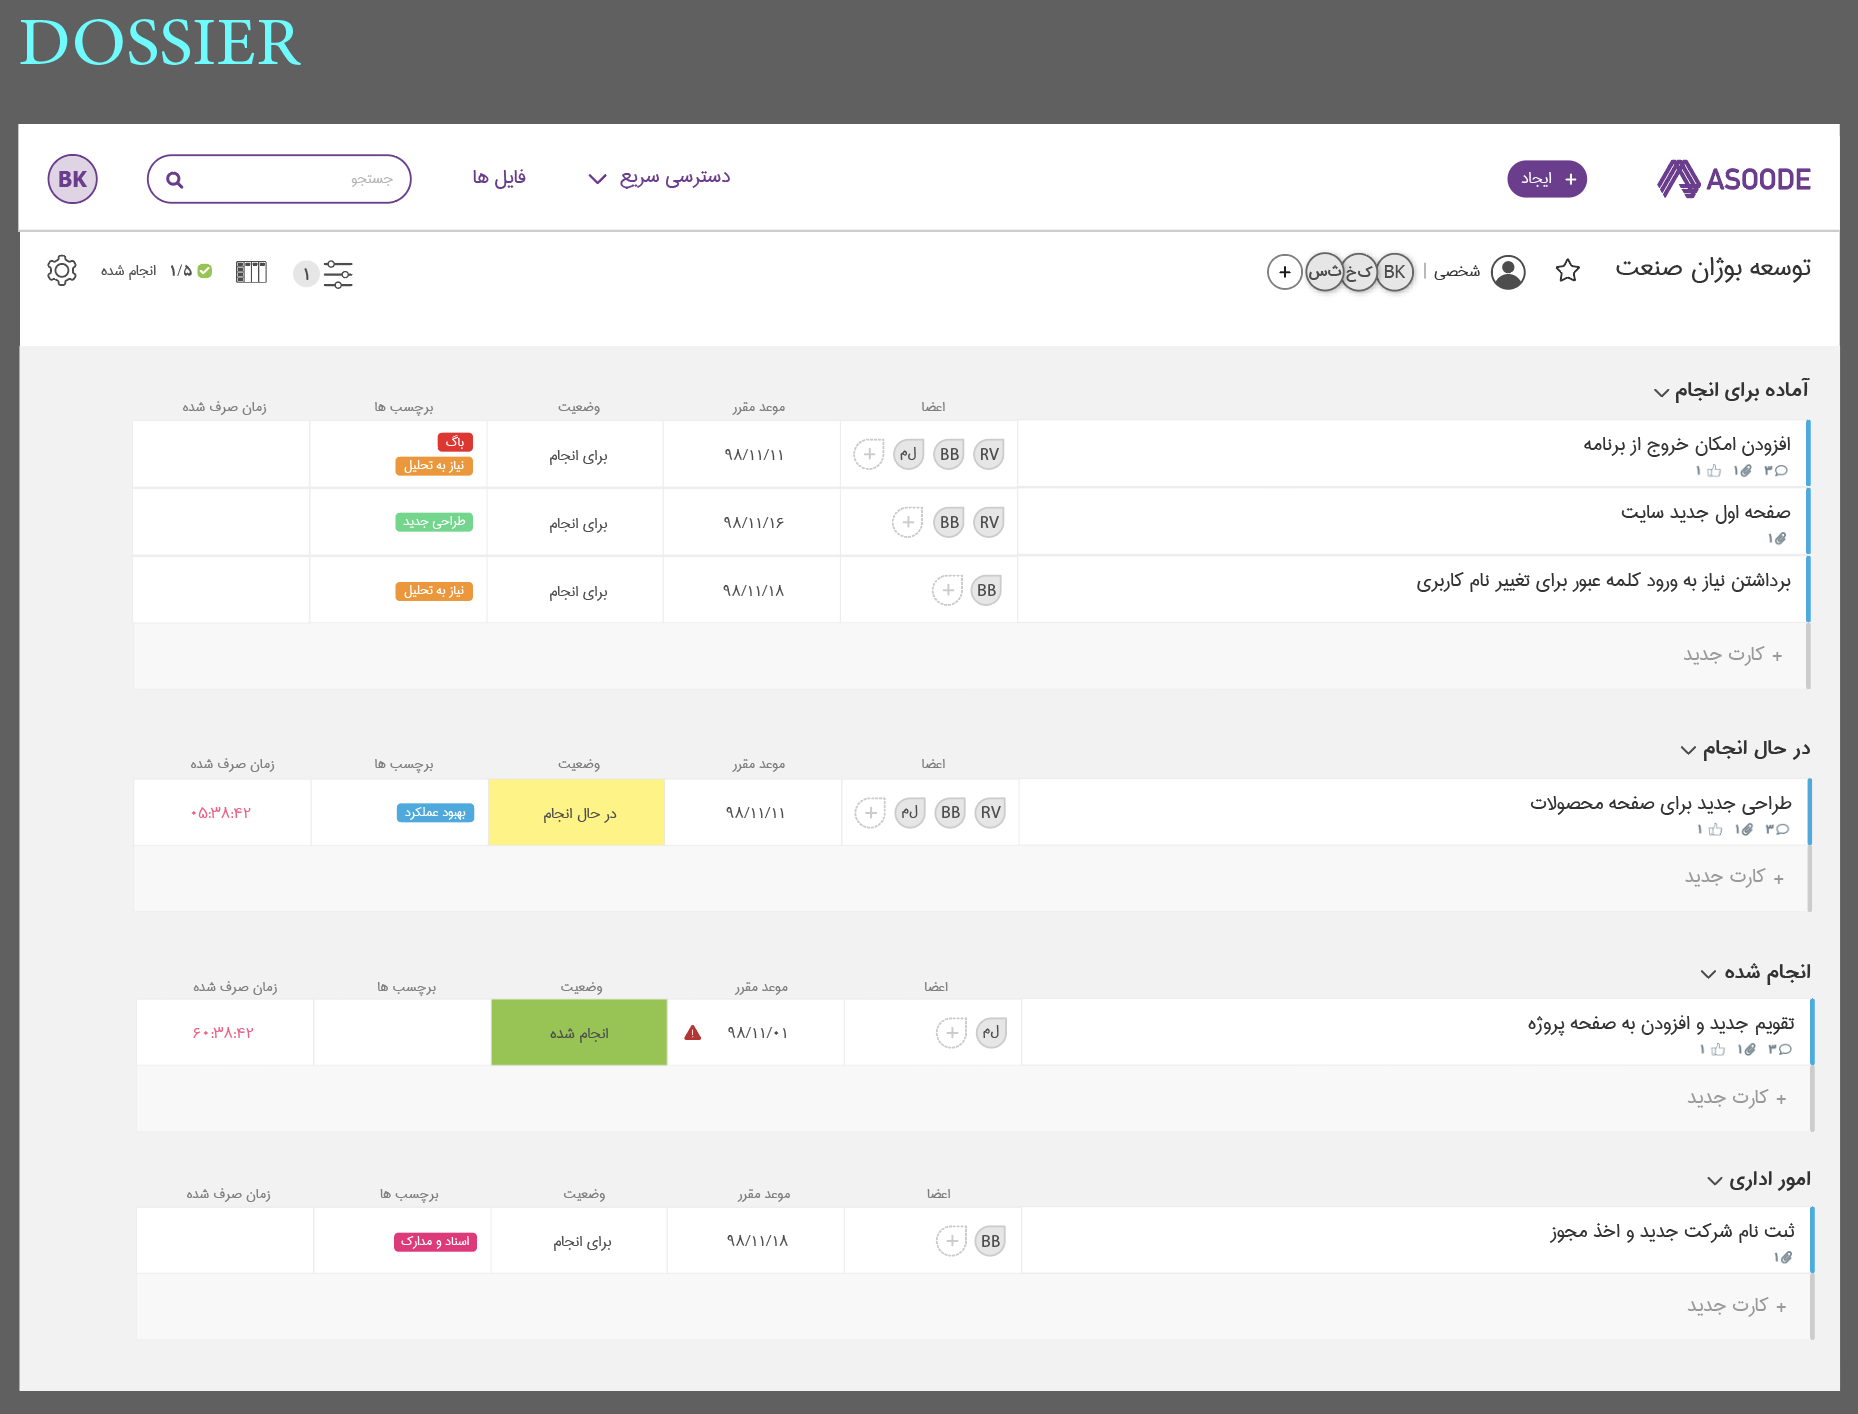 DOSSIER
ASOODE
+ ایجاد
دسترسی سریع
فایل ها
جستجو
BK
توسعه بوژان صنعت
شخصی | BK ک‌خ ث‌س +
۱
۱/۵ انجام شده
آماده برای انجام
اعضا موعد مقرر وضعیت برچسب ها زمان صرف شده
افزودن امکان خروج از برنامه
۳ ۱ ۱
RV BB ل‌م +
۹۸/۱۱/۱۱
برای انجام
باگ
نیاز به تحلیل
صفحه اول جدید سایت
۱
RV BB +
۹۸/۱۱/۱۶
برای انجام
طراحی جدید
برداشتن نیاز به ورود کلمه عبور برای تغییر نام کاربری
BB +
۹۸/۱۱/۱۸
برای انجام
نیاز به تحلیل
+ کارت جدید
در حال انجام
اعضا موعد مقرر وضعیت برچسب ها زمان صرف شده
طراحی جدید برای صفحه محصولات
۳ ۱ ۱
RV BB ل‌م +
۹۸/۱۱/۱۱
در حال انجام
بهبود عملکرد
۰۵:۳۸:۴۲
+ کارت جدید
انجام شده
اعضا موعد مقرر وضعیت برچسب ها زمان صرف شده
تقویم جدید و افزودن به صفحه پروژه
۳ ۱ ۱
ل‌م +
۹۸/۱۱/۰۱
انجام شده
۶۰:۳۸:۴۲
+ کارت جدید
امور اداری
اعضا موعد مقرر وضعیت برچسب ها زمان صرف شده
ثبت نام شرکت جدید و اخذ مجوز
۱
BB +
۹۸/۱۱/۱۸
برای انجام
اسناد و مدارک
+ کارت جدید